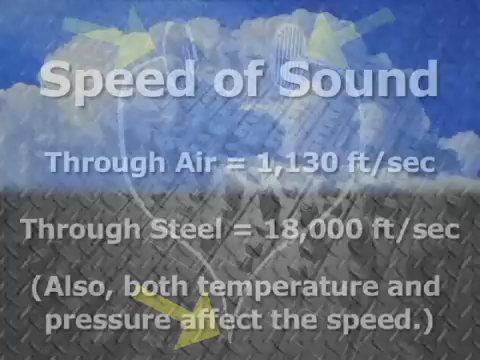 Speed of Sound
Through Air = 1,130 ft/sec
Through Steel = 18,000 ft/sec
(Also, both temperature and
pressure affect the speed.)